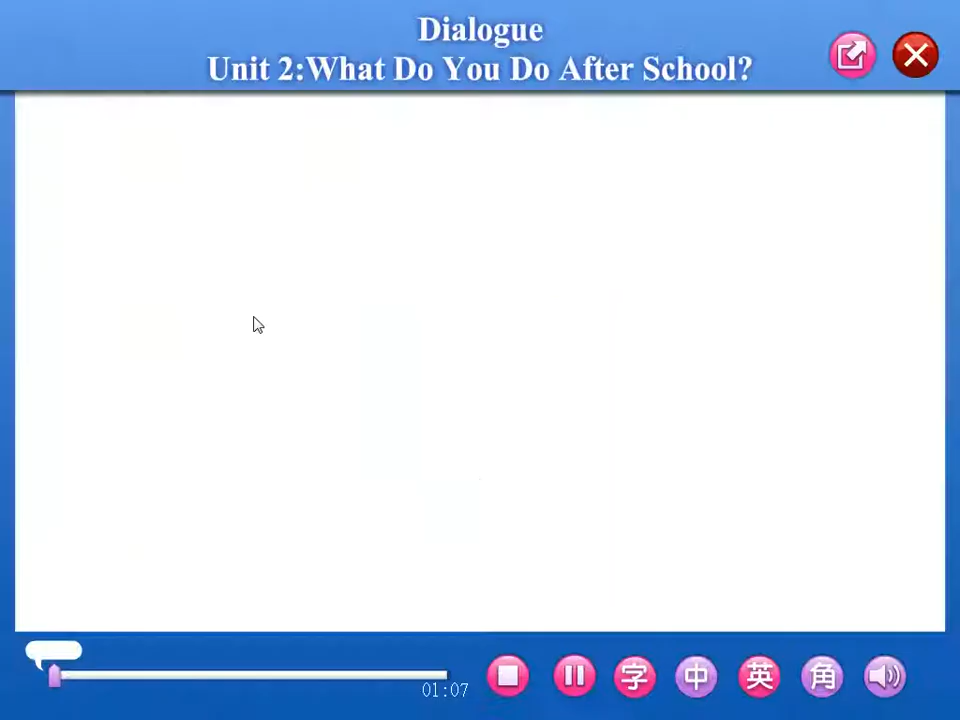 Dialogue
Unit 2:What Do You Do After School?
01:07
字 中 英 角